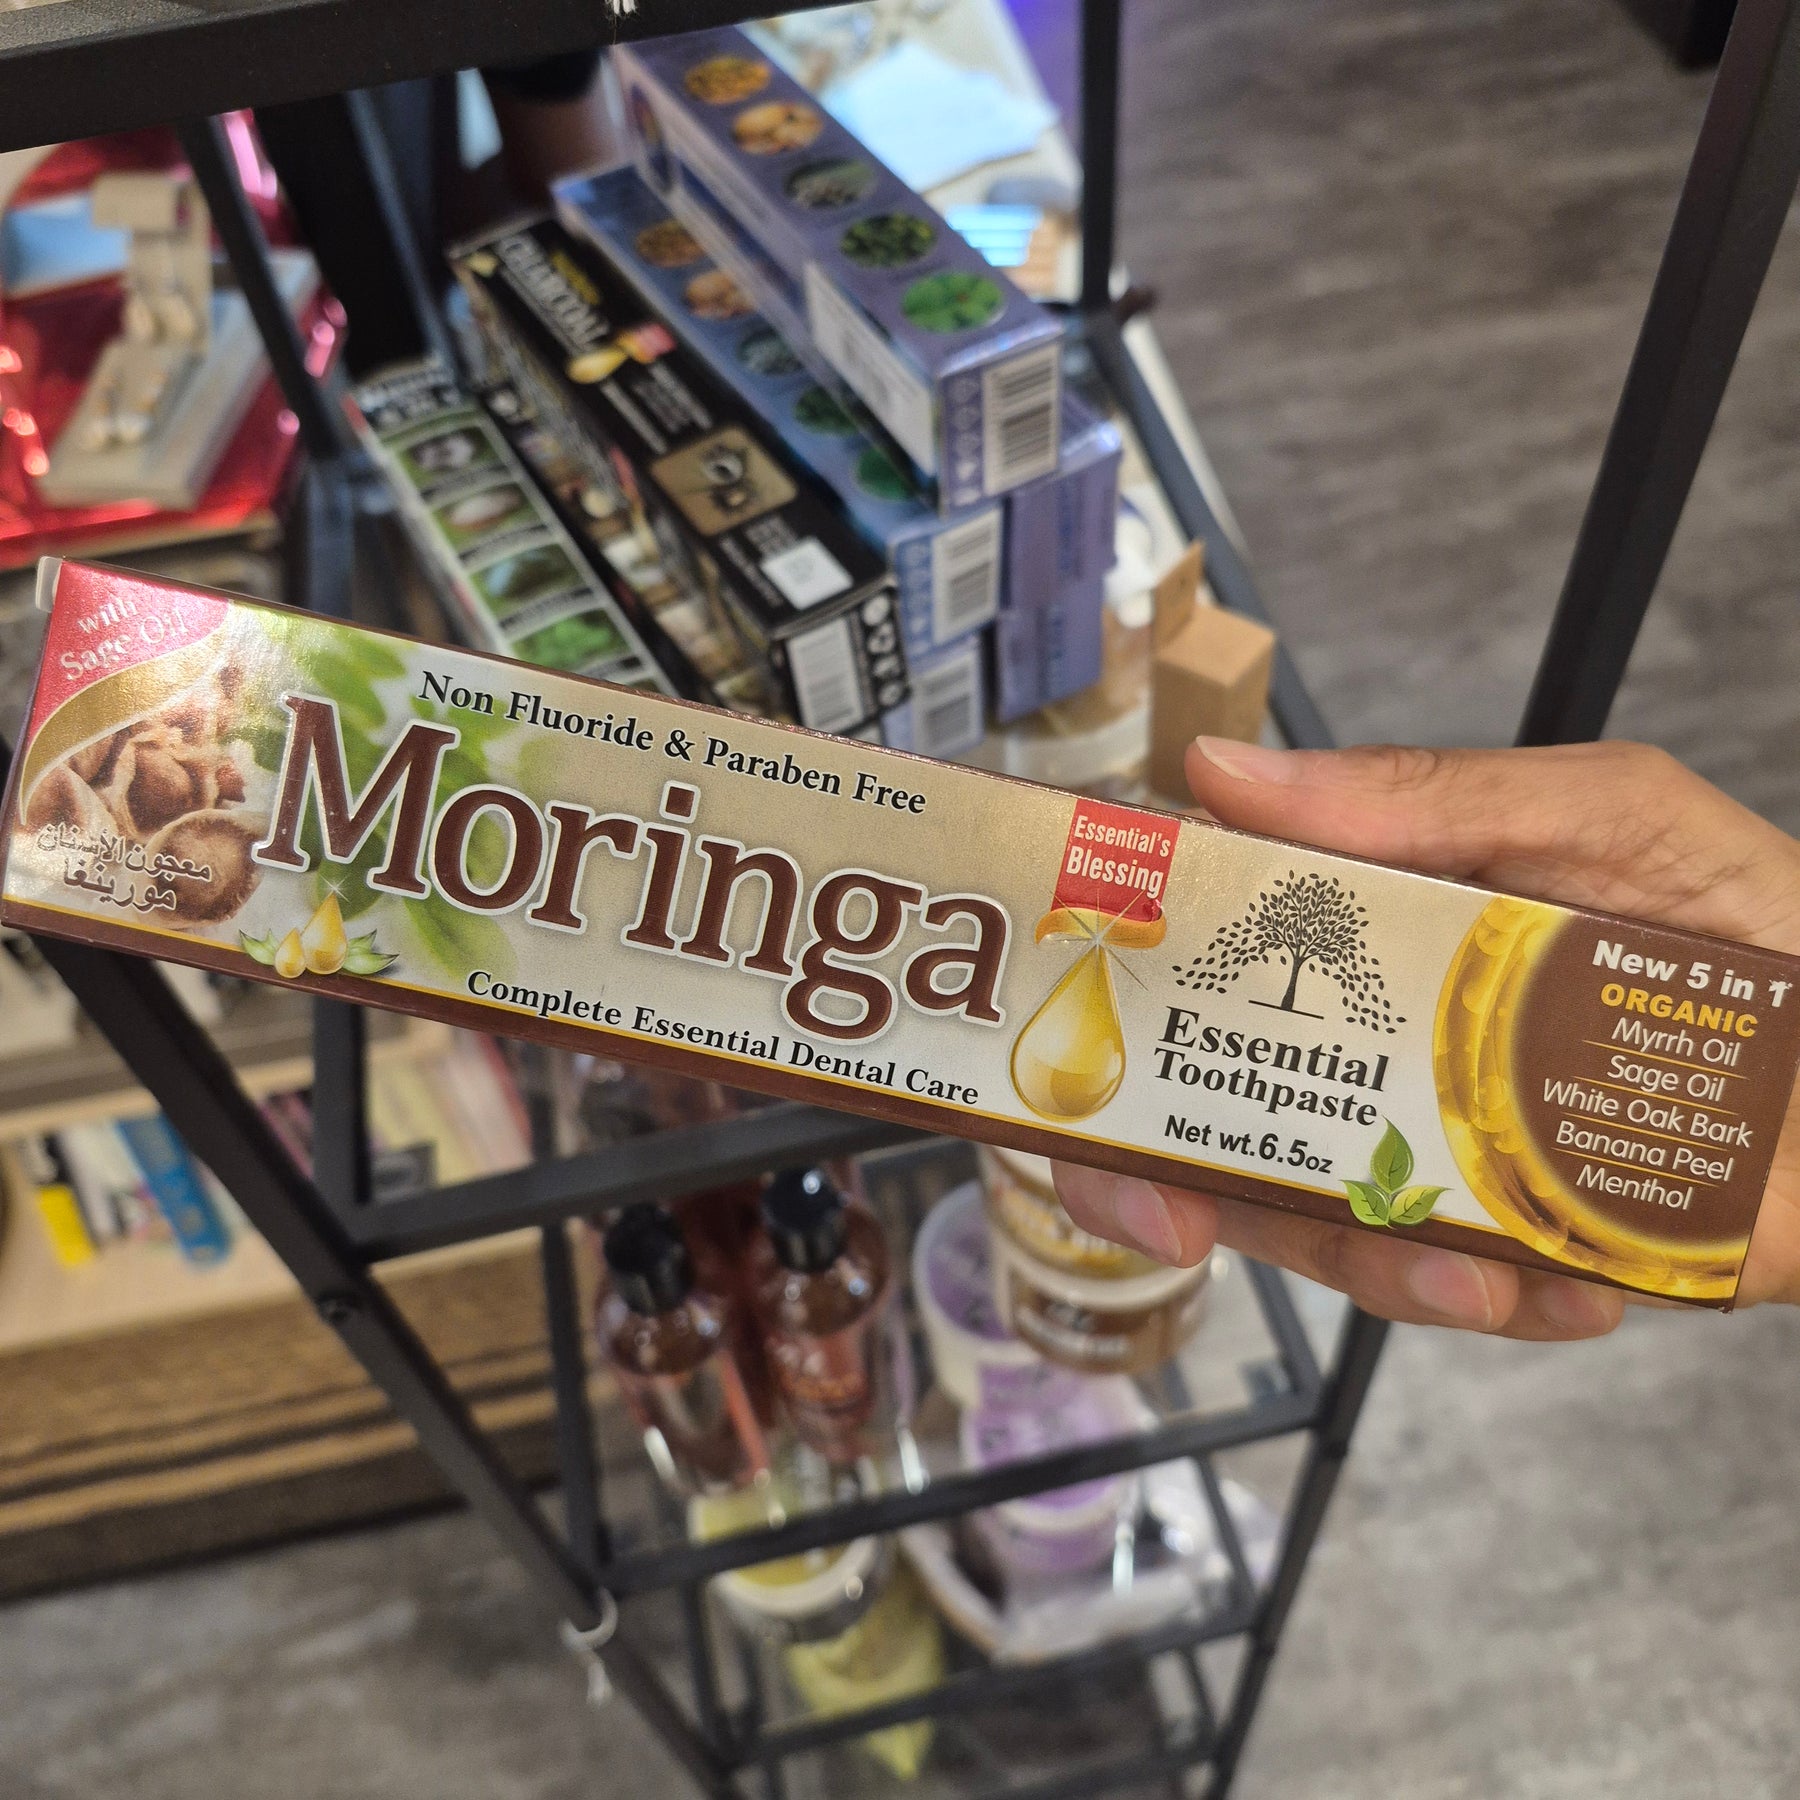 CHARCOAL
with
Sage Oil
معجون الأسنان
مورينغا
Non Fluoride & Paraben Free
Moringa
Complete Essential Dental Care
Essential's
Blessing
Essential
Toothpaste
Net wt.6.5oz
New 5 in 1
ORGANIC
Myrrh Oil
Sage Oil
White Oak Bark
Banana Peel
Menthol